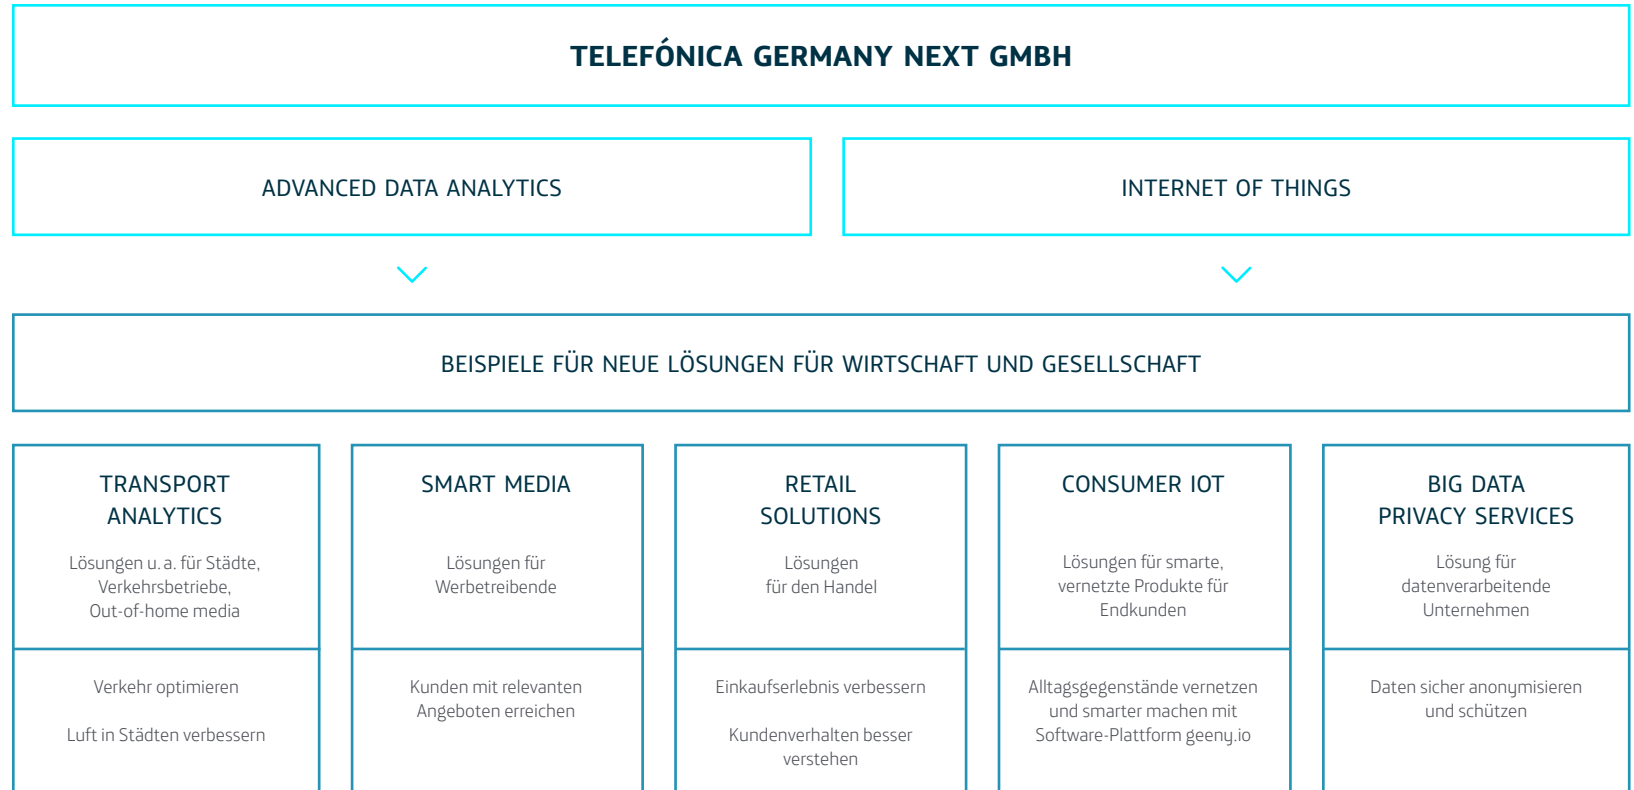 TELEFÓNICA GERMANY NEXT GMBH
ADVANCED DATA ANALYTICS
INTERNET OF THINGS
BEISPIELE FÜR NEUE LÖSUNGEN FÜR WIRTSCHAFT UND GESELLSCHAFT
TRANSPORT
ANALYTICS
Lösungen u. a. für Städte,
Verkehrsbetriebe,
Out-of-home media
Verkehr optimieren
Luft in Städten verbessern
SMART MEDIA
Lösungen für
Werbetreibende
Kunden mit relevanten
Angeboten erreichen
RETAIL
SOLUTIONS
Lösungen
für den Handel
Einkaufserlebnis verbessern
Kundenverhalten besser
verstehen
CONSUMER IOT
Lösungen für smarte,
vernetzte Produkte für
Endkunden
Alltagsgegenstände vernetzen
und smarter machen mit
Software-Plattform geeny.io
BIG DATA
PRIVACY SERVICES
Lösung für
datenverarbeitende
Unternehmen
Daten sicher anonymisieren
und schützen